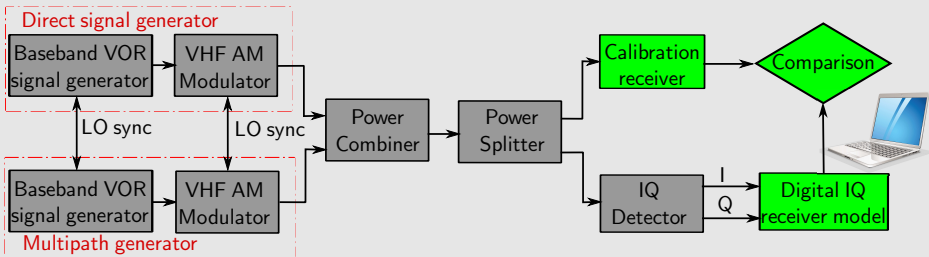 Direct signal generator
Baseband VOR
signal generator
VHF AM
Modulator
LO sync
LO sync
Baseband VOR
signal generator
VHF AM
Modulator
Multipath generator
Power
Combiner
Power
Splitter
Calibration
receiver
Comparison
IQ
Detector
I
Q
Digital IQ
receiver model